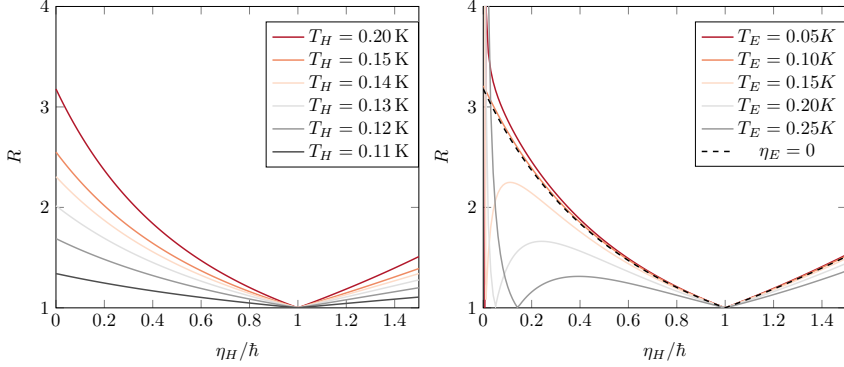 T_H = 0.20 K
T_H = 0.15 K
T_H = 0.14 K
T_H = 0.13 K
T_H = 0.12 K
T_H = 0.11 K
4
3
2
1
R
0 0.2 0.4 0.6 0.8 1 1.2 1.4
η_H/ħ
T_E = 0.05K
T_E = 0.10K
T_E = 0.15K
T_E = 0.20K
T_E = 0.25K
η_E = 0
4
3
2
1
R
0 0.2 0.4 0.6 0.8 1 1.2 1.4
η_H/ħ